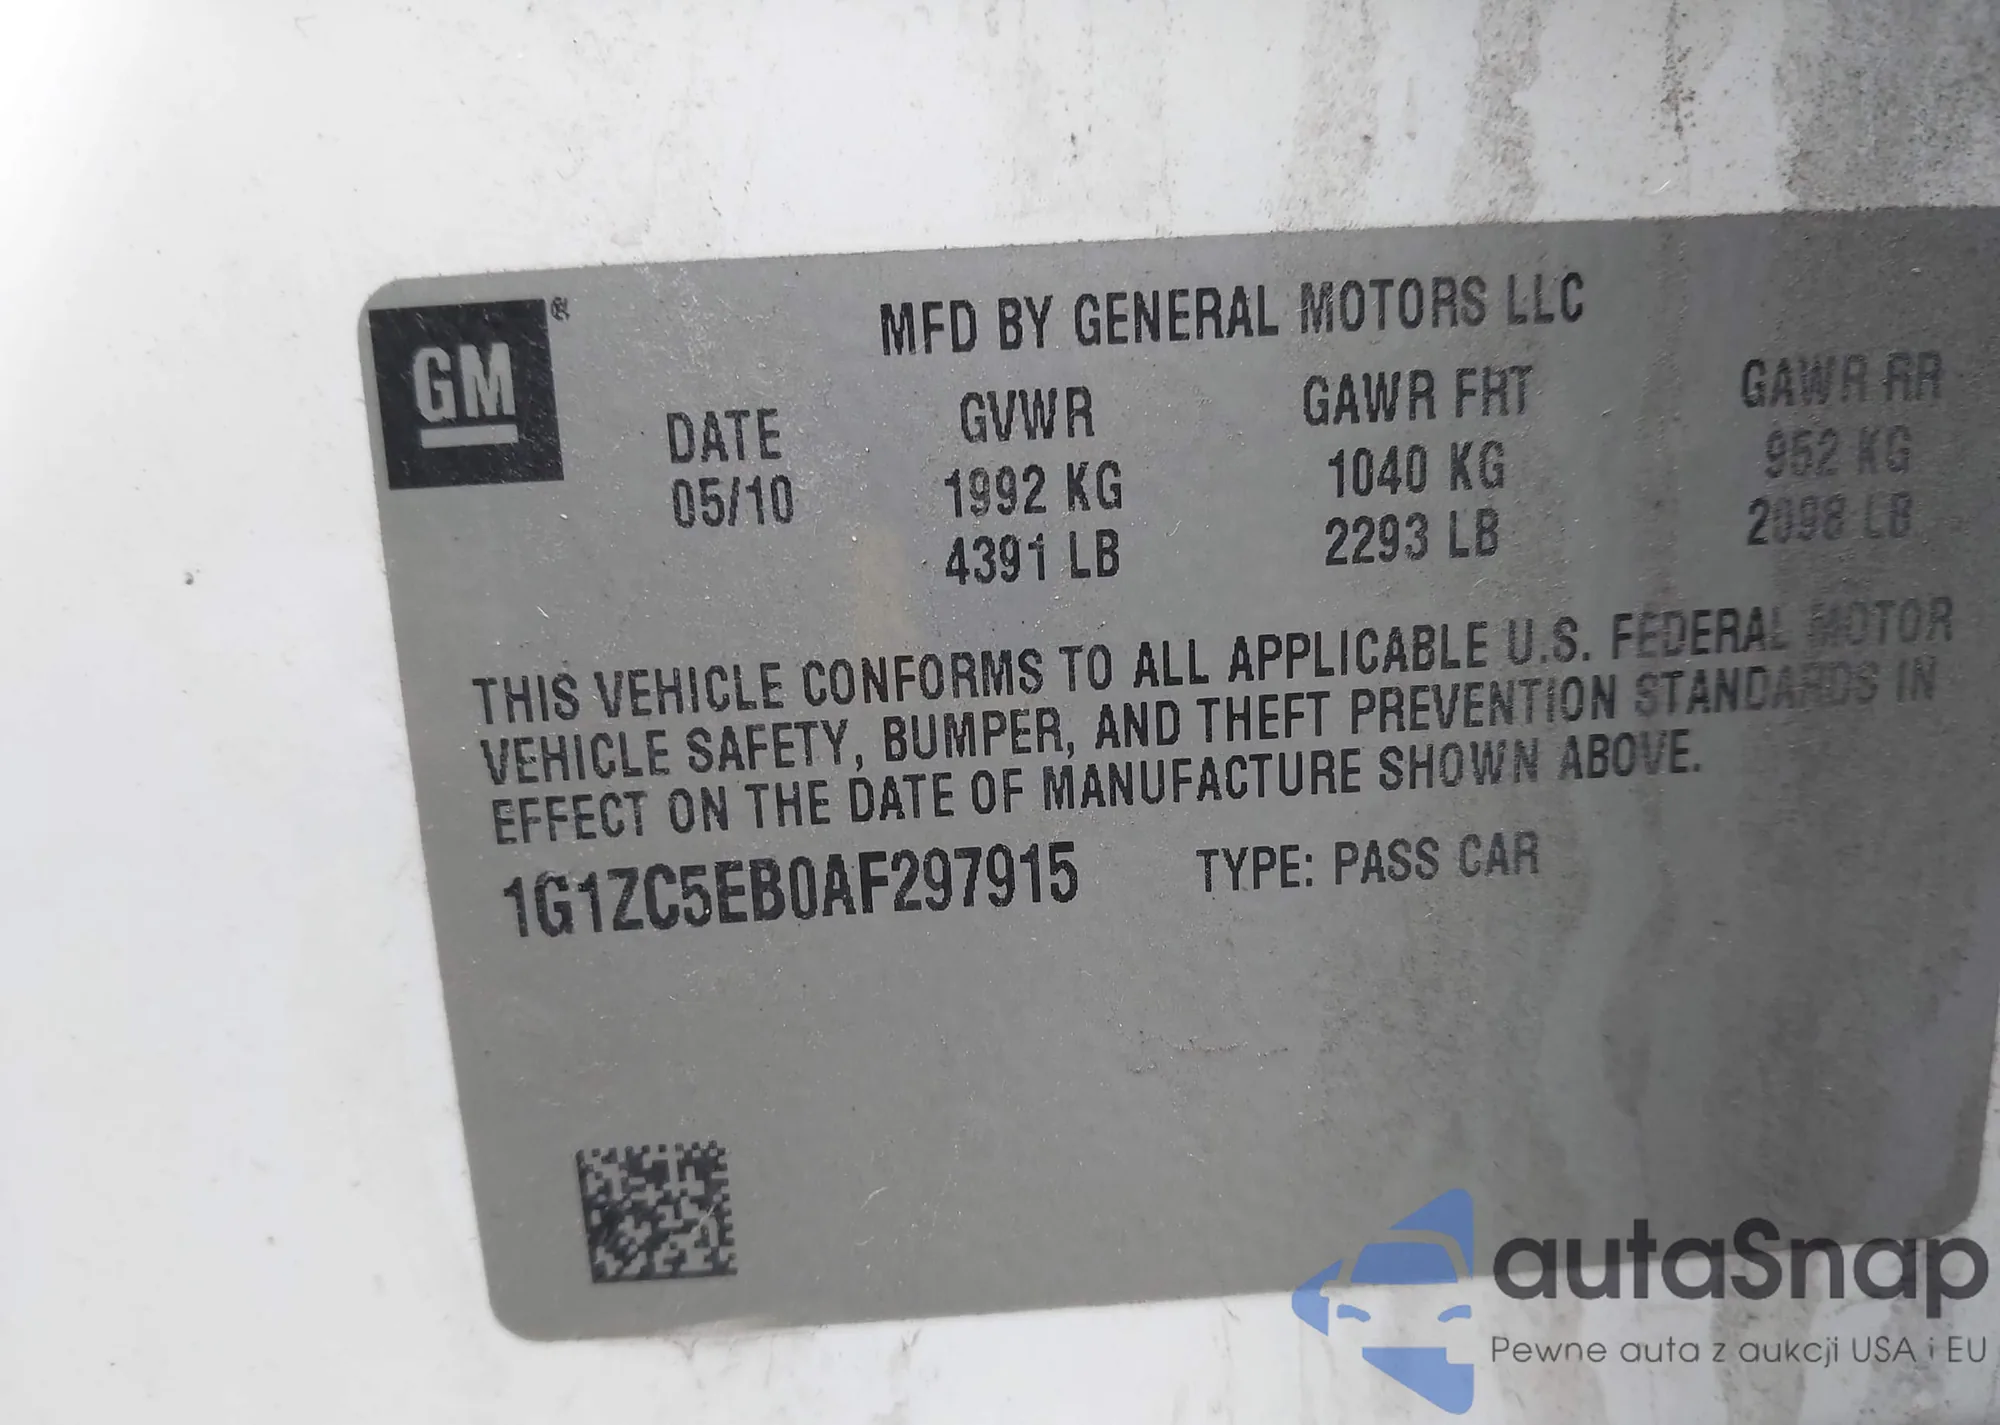 GM®
MFD BY GENERAL MOTORS LLC
DATE GVWR GAWR FRT GAWR RR
05/10 1992 KG 1040 KG 952 KG
4391 LB 2293 LB 2098 LB
THIS VEHICLE CONFORMS TO ALL APPLICABLE U.S. FEDERAL MOTOR
VEHICLE SAFETY, BUMPER, AND THEFT PREVENTION STANDARDS IN
EFFECT ON THE DATE OF MANUFACTURE SHOWN ABOVE.
1G1ZC5EB0AF297915 TYPE: PASS CAR
autaSnap
Pewne auta z aukcji USA i EU